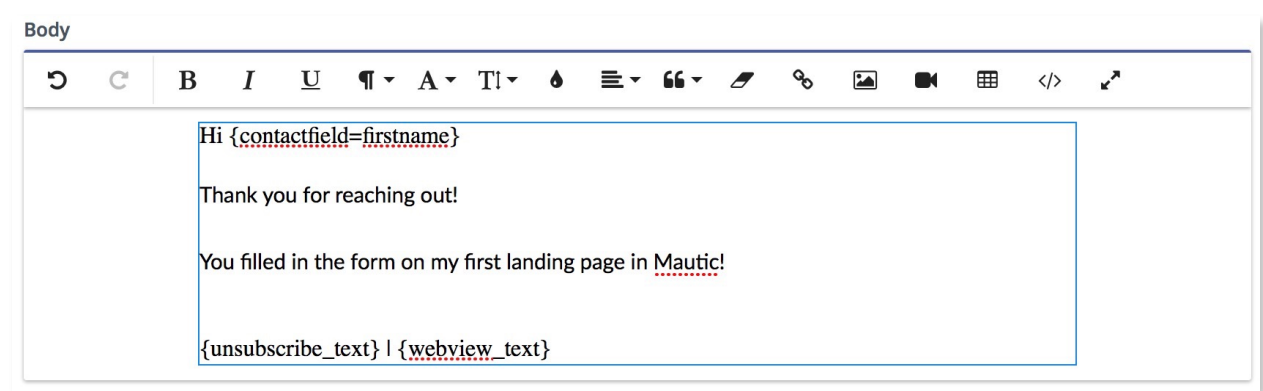 Body
B I U ¶ A T </>
Hi {contactfield=firstname}
Thank you for reaching out!
You filled in the form on my first landing page in Mautic!
{unsubscribe_text} | {webview_text}